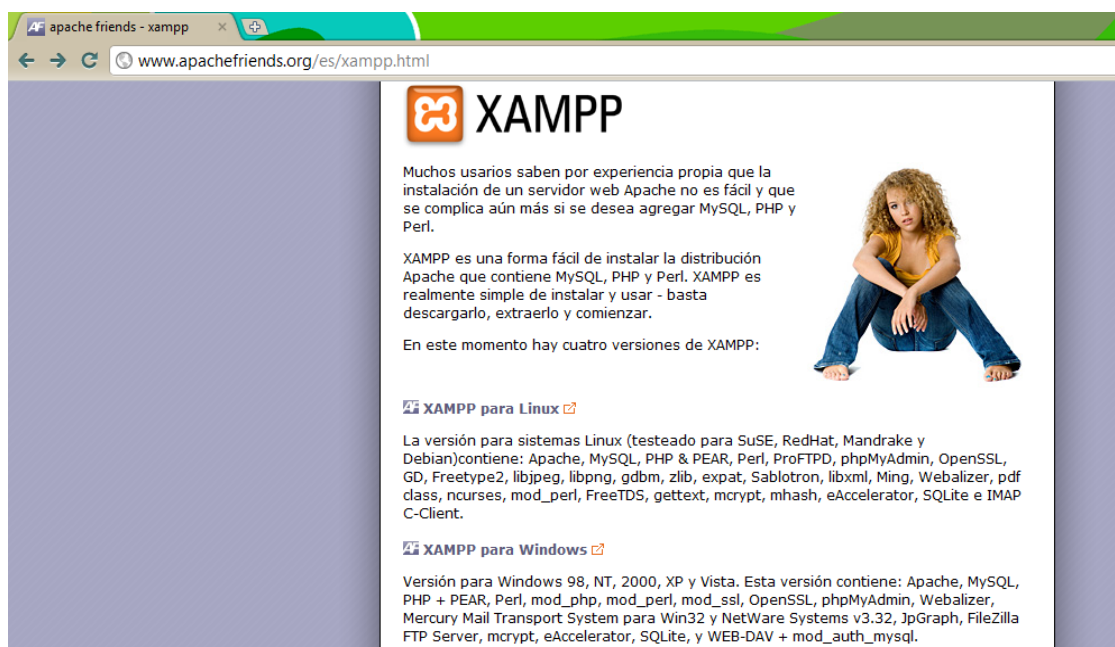 apache friends - xampp
www.apachefriends.org/es/xampp.html
XAMPP
Muchos usarios saben por experiencia propia que la
instalación de un servidor web Apache no es fácil y que
se complica aún más si se desea agregar MySQL, PHP y
Perl.
XAMPP es una forma fácil de instalar la distribución
Apache que contiene MySQL, PHP y Perl. XAMPP es
realmente simple de instalar y usar - basta
descargarlo, extraerlo y comienzar.
En este momento hay cuatro versiones de XAMPP:
XAMPP para Linux
La versión para sistemas Linux (testeado para SuSE, RedHat, Mandrake y
Debian)contiene: Apache, MySQL, PHP & PEAR, Perl, ProFTPD, phpMyAdmin, OpenSSL,
GD, Freetype2, libjpeg, libpng, gdbm, zlib, expat, Sablotron, libxml, Ming, Webalizer, pdf
class, ncurses, mod_perl, FreeTDS, gettext, mcrypt, mhash, eAccelerator, SQLite e IMAP
C-Client.
XAMPP para Windows
Versión para Windows 98, NT, 2000, XP y Vista. Esta versión contiene: Apache, MySQL,
PHP + PEAR, Perl, mod_php, mod_perl, mod_ssl, OpenSSL, phpMyAdmin, Webalizer,
Mercury Mail Transport System para Win32 y NetWare Systems v3.32, JpGraph, FileZilla
FTP Server, mcrypt, eAccelerator, SQLite, y WEB-DAV + mod_auth_mysql.